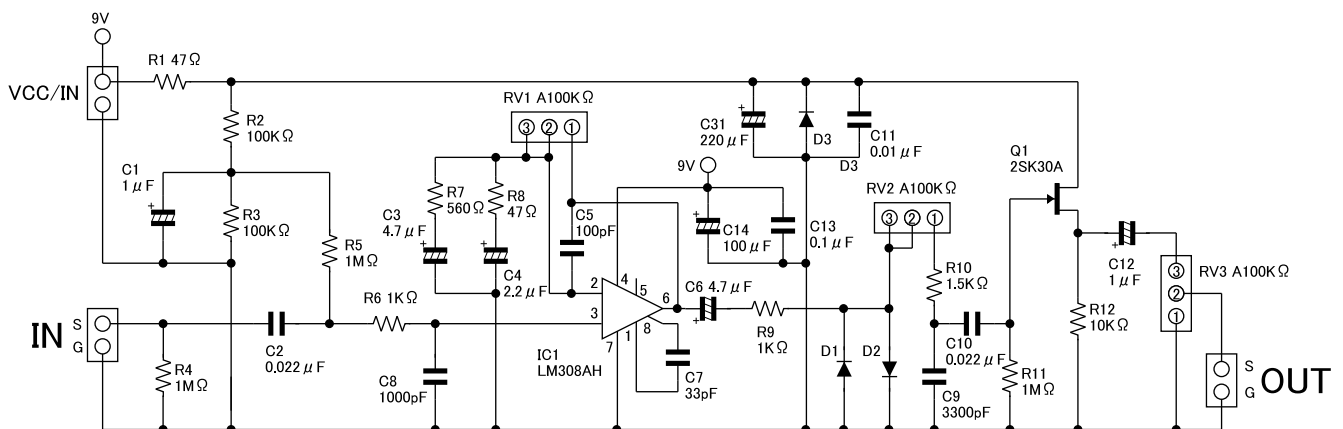 9V
VCC/IN
R1 47Ω
R2
100KΩ
C1
1μF
+
R3
100KΩ
R5
1MΩ
IN
S
G
R4
1MΩ
C2
0.022μF
R6 1KΩ
C8
1000pF
RV1 A100KΩ
3 2 1
R7
560Ω
R8
47Ω
C3
4.7μF
+
+
C4
2.2μF
C5
100pF
2
3
4
5
6
7
1
8
IC1
LM308AH
C7
33pF
9V
+
C14
100μF
C13
0.1μF
C31
220μF
+
D3
D3
C11
0.01μF
C6 4.7μF
+
R9
1KΩ
D1
D2
RV2 A100KΩ
3 2 1
R10
1.5KΩ
C10
0.022μF
C9
3300pF
R11
1MΩ
Q1
2SK30A
R12
10KΩ
C12
1μF
+
3
2
1
RV3 A100KΩ
S
G
OUT